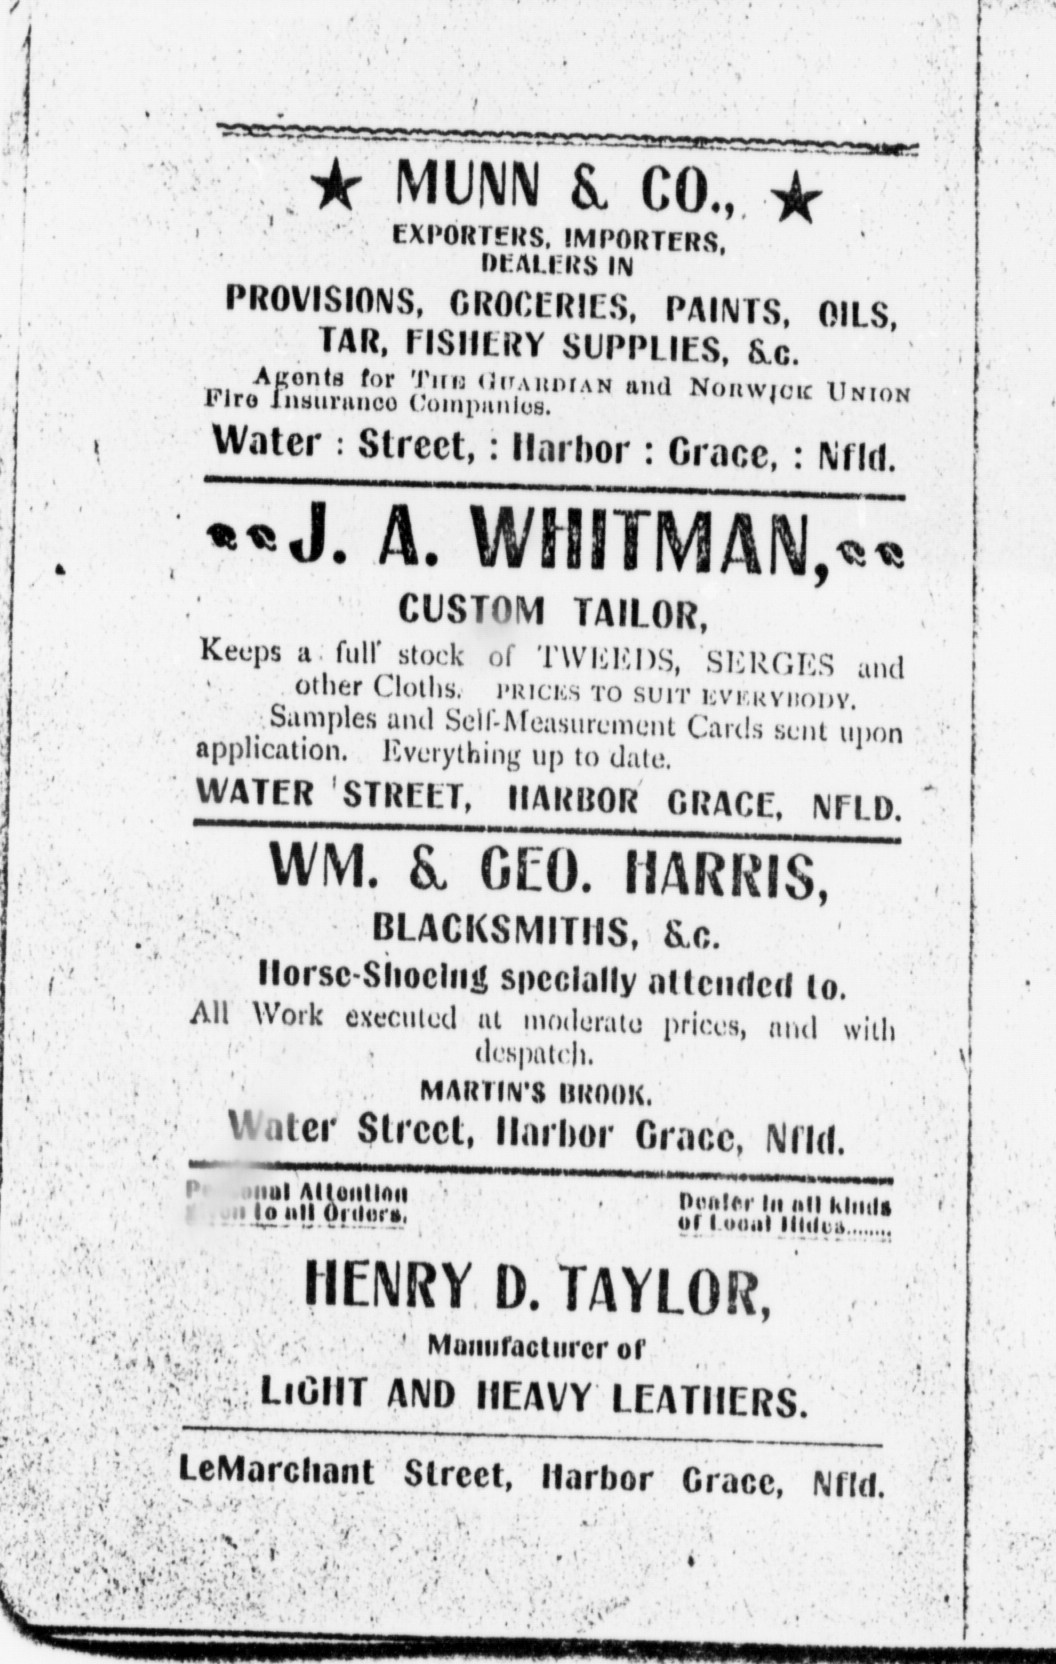 MUNN & CO.,
EXPORTERS, IMPORTERS,
DEALERS IN
PROVISIONS, GROCERIES, PAINTS, OILS,
TAR, FISHERY SUPPLIES, &c.
Agents for THE GUARDIAN and NORWICK UNION
Fire Insurance Companies.
Water : Street, : Harbor : Grace, : Nfld.
J. A. WHITMAN,
CUSTOM TAILOR,
Keeps a full stock of TWEEDS, SERGES and
other Cloths. PRICES TO SUIT EVERYBODY.
Samples and Self-Measurement Cards sent upon
application. Everything up to date.
WATER STREET, HARBOR GRACE, NFLD.
WM. & GEO. HARRIS,
BLACKSMITHS, &c.
Horse-Shoeing specially attended to.
All Work executed at moderate prices, and with
despatch.
MARTIN'S BROOK.
Water Street, Harbor Grace, Nfld.
Personal Attention
given to all Orders.
Dealer in all kinds
of Local Hides........
HENRY D. TAYLOR,
Manufacturer of
LIGHT AND HEAVY LEATHERS.
LeMarchant Street, Harbor Grace, Nfld.